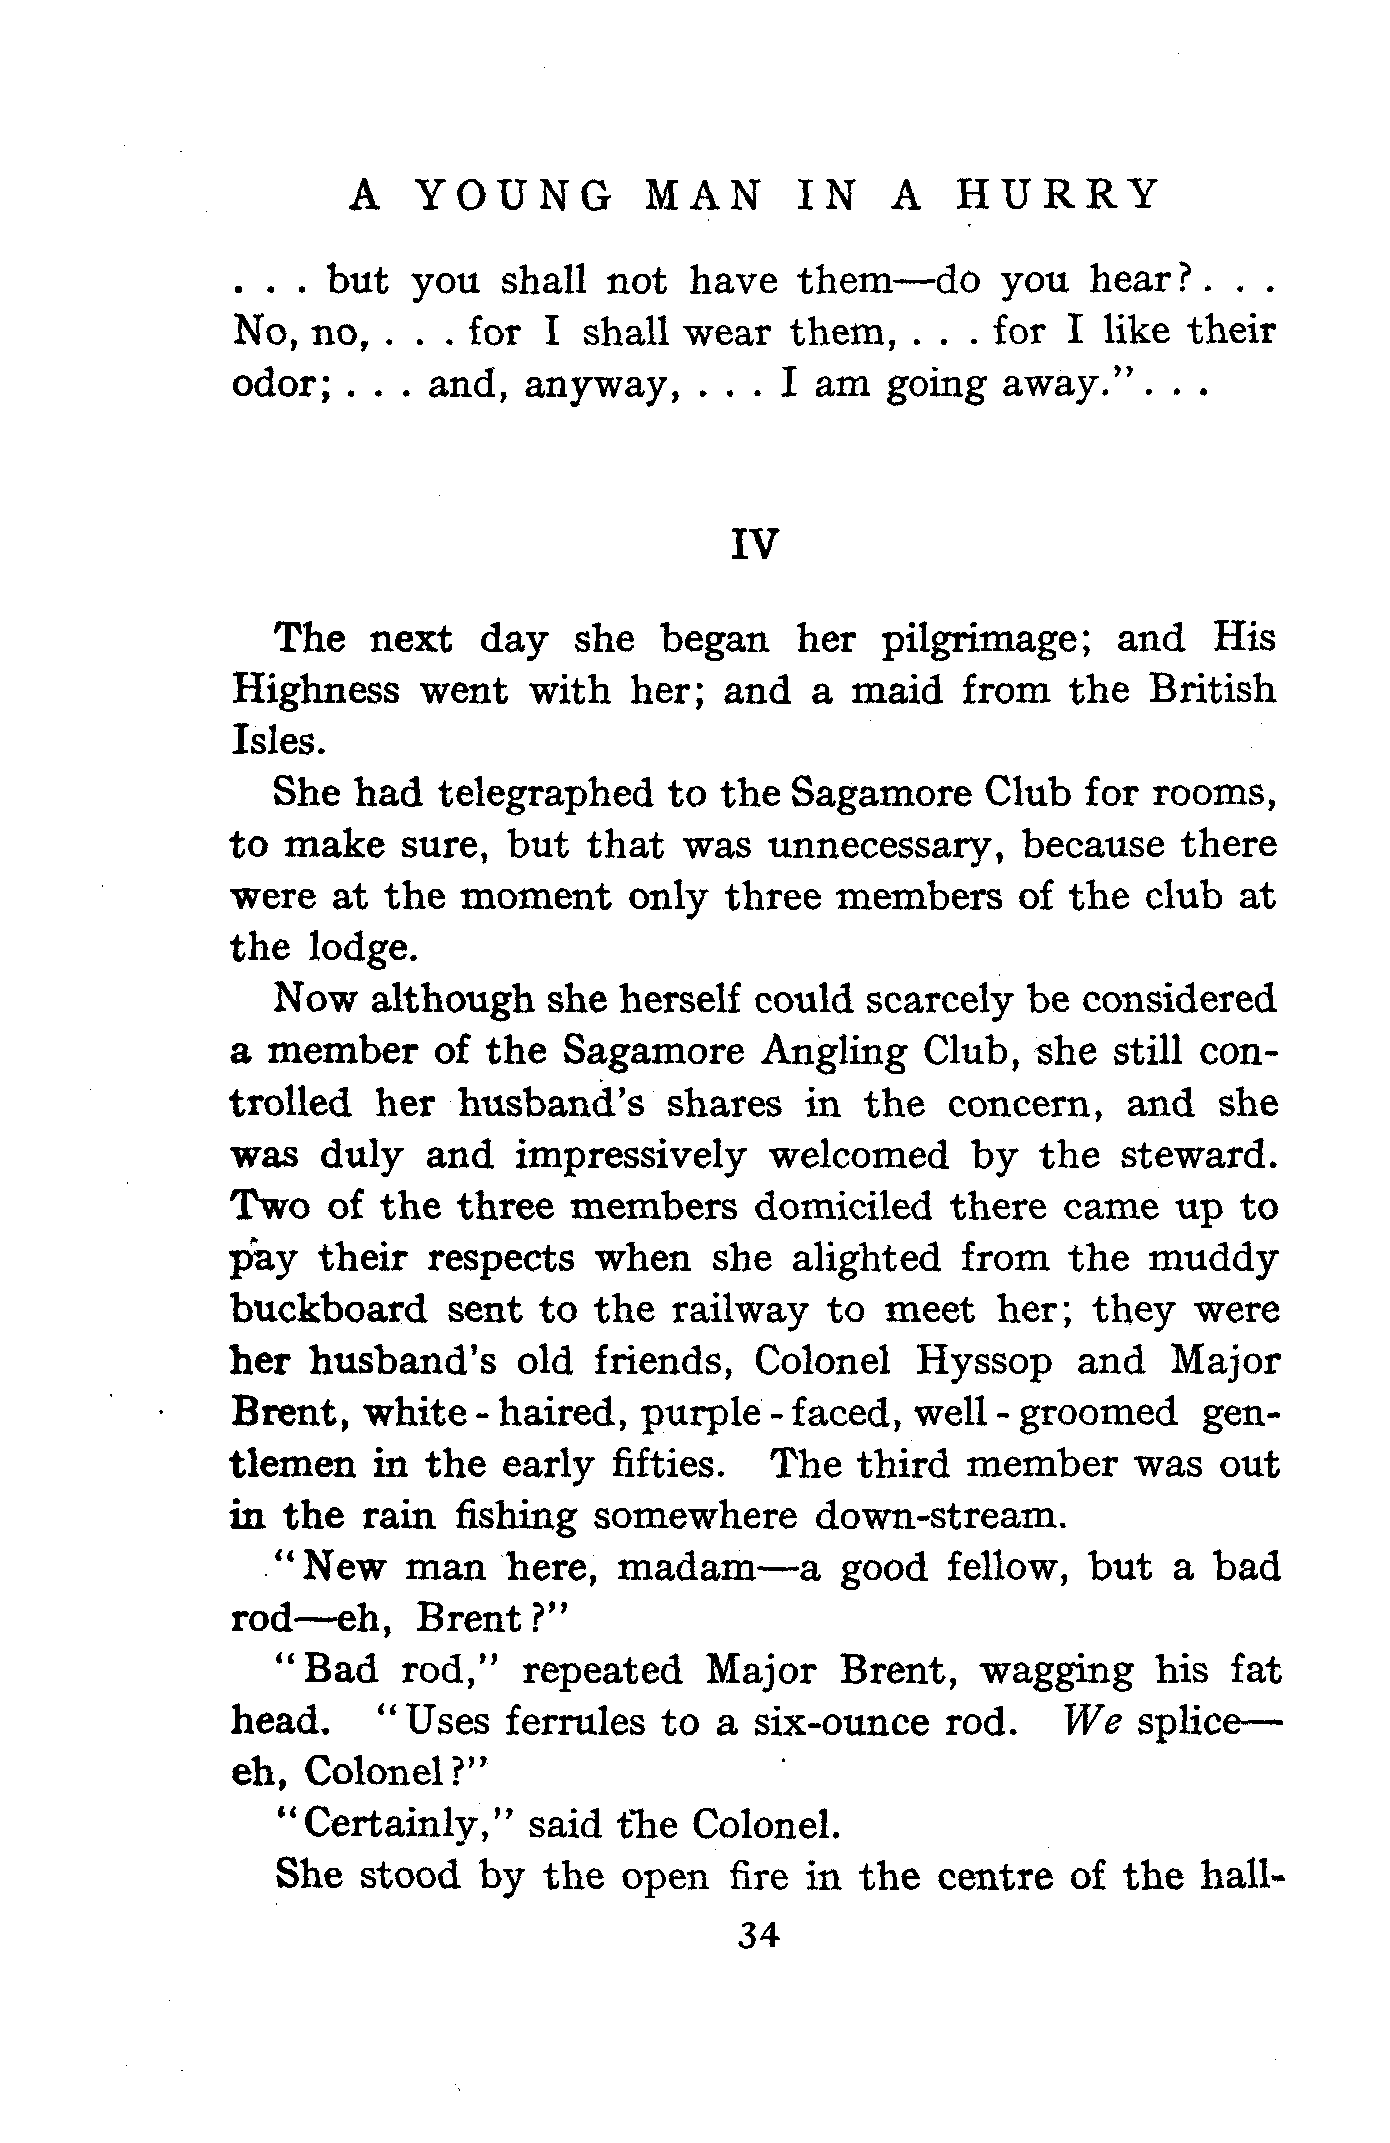 A YOUNG MAN IN A HURRY
. . . but you shall not have them—do you hear? . . .
No, no, . . . for I shall wear them, . . . for I like their
odor; . . . and, anyway, . . . I am going away." . . .
IV
The next day she began her pilgrimage; and His
Highness went with her; and a maid from the British
Isles.
She had telegraphed to the Sagamore Club for rooms,
to make sure, but that was unnecessary, because there
were at the moment only three members of the club at
the lodge.
Now although she herself could scarcely be considered
a member of the Sagamore Angling Club, she still con-
trolled her husband's shares in the concern, and she
was duly and impressively welcomed by the steward.
Two of the three members domiciled there came up to
pay their respects when she alighted from the muddy
buckboard sent to the railway to meet her; they were
her husband's old friends, Colonel Hyssop and Major
Brent, white-haired, purple-faced, well-groomed gen-
tlemen in the early fifties. The third member was out
in the rain fishing somewhere down-stream.
"New man here, madam—a good fellow, but a bad
rod—eh, Brent?"
"Bad rod," repeated Major Brent, wagging his fat
head. "Uses ferrules to a six-ounce rod. We splice—
eh, Colonel?"
"Certainly," said the Colonel.
She stood by the open fire in the centre of the hall-
34